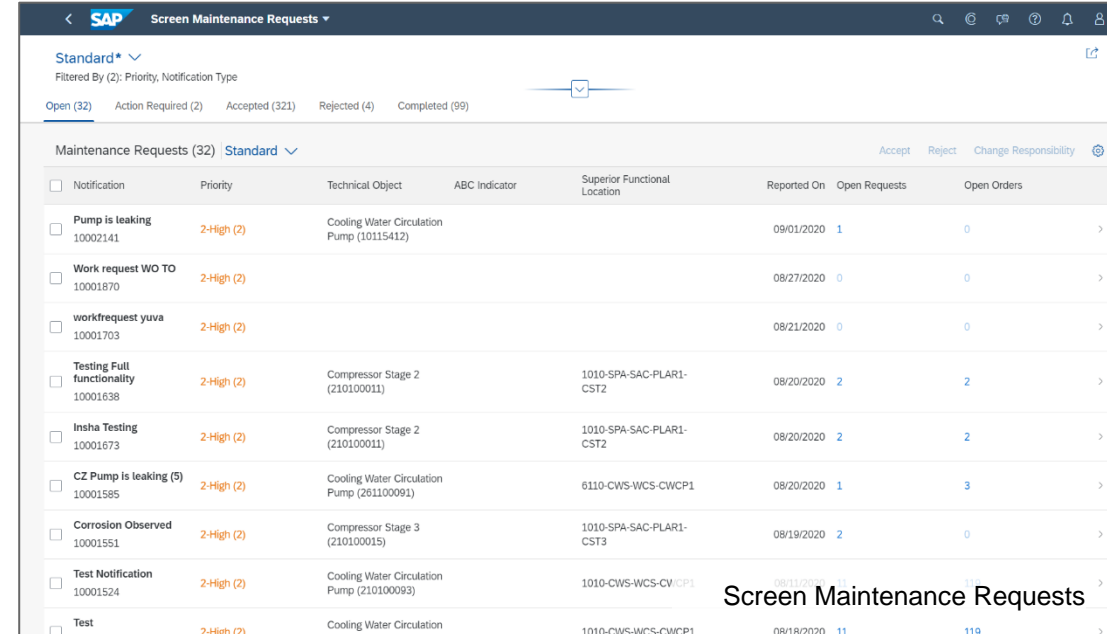 SAP Screen Maintenance Requests
Standard*
Filtered By (2): Priority, Notification Type
Open (32) Action Required (2) Accepted (321) Rejected (4) Completed (99)
Maintenance Requests (32) Standard Accept Reject Change Responsibility
Notification Priority Technical Object ABC Indicator Superior Functional Location Reported On Open Requests Open Orders
Pump is leaking
10002141 2-High (2) Cooling Water Circulation Pump (10115412) 09/01/2020 1 0
Work request WO TO
10001870 2-High (2) 08/27/2020 0 0
workfrequest yuva
10001703 2-High (2) 08/21/2020 0 0
Testing Full
functionality
10001638 2-High (2) Compressor Stage 2 (210100011) 1010-SPA-SAC-PLAR1-CST2 08/20/2020 2 2
Insha Testing
10001673 2-High (2) Compressor Stage 2 (210100011) 1010-SPA-SAC-PLAR1-CST2 08/20/2020 2 2
CZ Pump is leaking (5)
10001585 2-High (2) Cooling Water Circulation Pump (261100091) 6110-CWS-WCS-CWCP1 08/20/2020 1 3
Corrosion Observed
10001551 2-High (2) Compressor Stage 3 (210100015) 1010-SPA-SAC-PLAR1-CST3 08/19/2020 2 0
Test Notification
10001524 2-High (2) Cooling Water Circulation Pump (210100093) 1010-CWS-WCS-CWCP1 08/11/2020 11 119
Screen Maintenance Requests
Test 2-High (2) Cooling Water Circulation 1010-CWS-WCS-CWCP1 08/18/2020 11 119